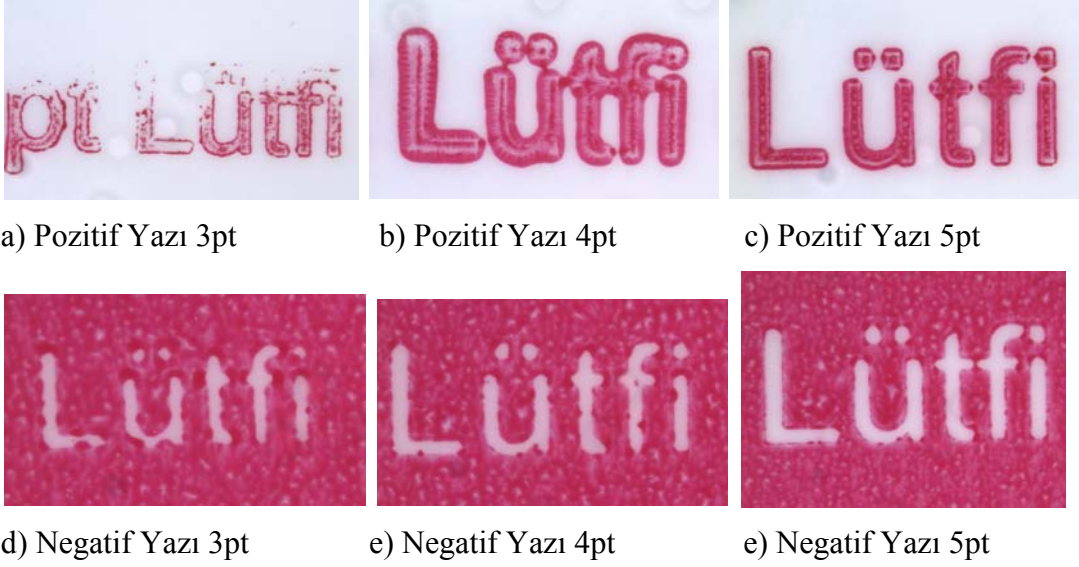 pt Lütfi
Lütfi
Lütfi
a) Pozitif Yazı 3pt
b) Pozitif Yazı 4pt
c) Pozitif Yazı 5pt
Lütfi
Lütfi
Lütfi
d) Negatif Yazı 3pt
e) Negatif Yazı 4pt
e) Negatif Yazı 5pt